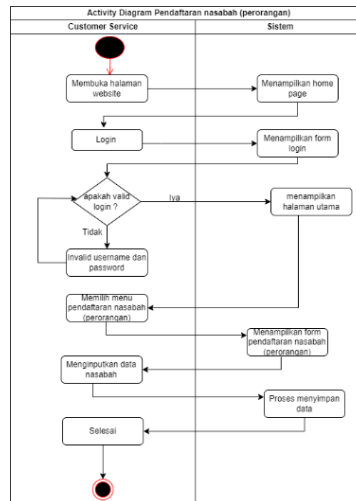 Activity Diagram Pendaftaran nasabah (perorangan)
Customer Service
Sistem
Membuka halaman
website
Menampilkan home
page
Login
Menampilkan form
login
apakah valid
login ?
Iya
menampilkan
halaman utama
Tidak
Invalid username dan
password
Memilih menu
pendaftaran nasabah
(perorangan)
Menampilkan form
pendaftaran nasabah
(perorangan)
Menginputkan data
nasabah
Proses menyimpan
data
Selesai